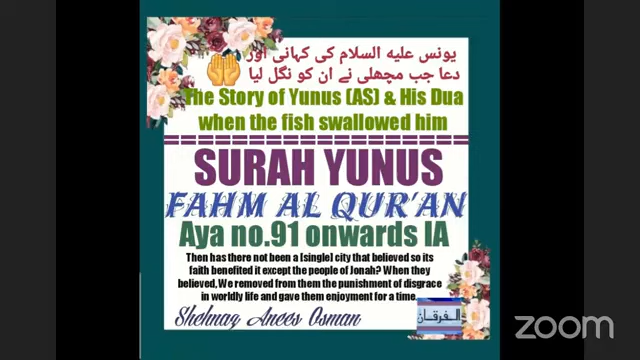 یونس علیه السلام کی کہانی اور
دعا جب مچھلی نے ان کو نگل لیا
The Story of Yunus (AS) & His Dua
when the fish swallowed him
SURAH YUNUS
FAHM AL QUR'AN
Aya no.91 onwards IA
Then has there not been a [single] city that believed so its
faith benefited it except the people of Jonah? When they
believed,We removed from them the punishment of disgrace
in worldly life and gave them enjoyment for a time.
Shehnaz Anees Osman
الفرقان
zoom